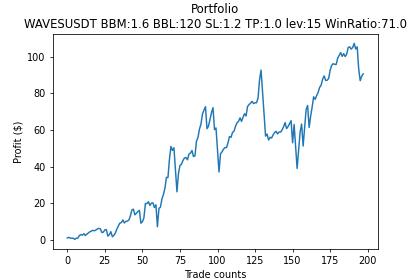 Portfolio
WAVESUSDT BBM:1.6 BBL:120 SL:1.2 TP:1.0 lev:15 WinRatio:71.0
Profit ($)
100
80
60
40
20
0
0 25 50 75 100 125 150 175 200
Trade counts